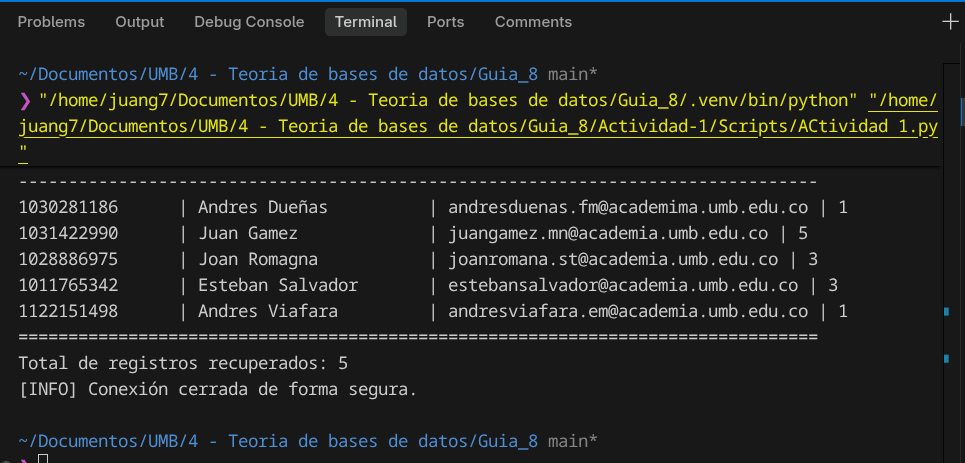 Problems Output Debug Console Terminal Ports Comments
~/Documentos/UMB/4 - Teoria de bases de datos/Guia_8 main*
❯ "/home/juang7/Documentos/UMB/4 - Teoria de bases de datos/Guia_8/.venv/bin/python" "/home/
juang7/Documentos/UMB/4 - Teoria de bases de datos/Guia_8/Actividad-1/Scripts/ACtividad 1.py
"
--------------------------------------------------------------------------------
1030281186 | Andres Dueñas | andresduenas.fm@academima.umb.edu.co | 1
1031422990 | Juan Gamez | juangamez.mn@academia.umb.edu.co | 5
1028886975 | Joan Romagna | joanromana.st@academia.umb.edu.co | 3
1011765342 | Esteban Salvador | estebansalvador@academia.umb.edu.co | 3
1122151498 | Andres Viafara | andresviafara.em@academia.umb.edu.co | 1
================================================================================
Total de registros recuperados: 5
[INFO] Conexión cerrada de forma segura.
~/Documentos/UMB/4 - Teoria de bases de datos/Guia_8 main*
❯